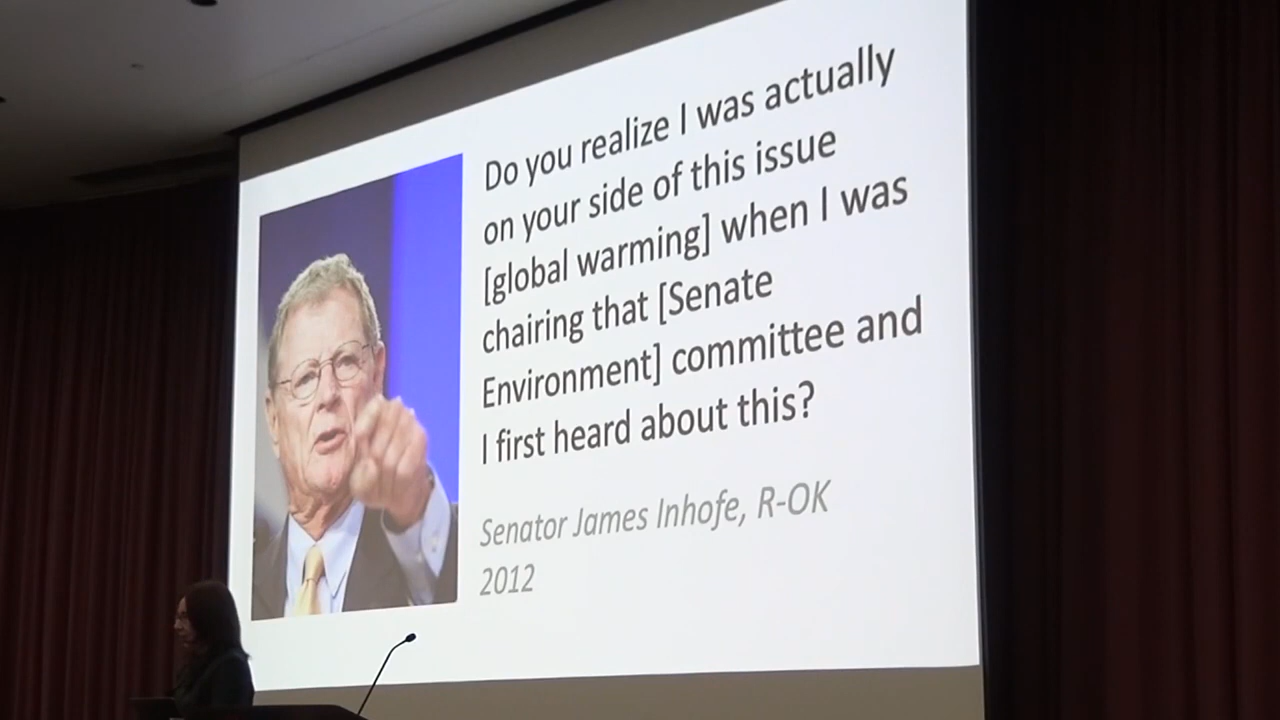 Do you realize I was actually
on your side of this issue
[global warming] when I was
chairing that [Senate
Environment] committee and
I first heard about this?
Senator James Inhofe, R-OK
2012